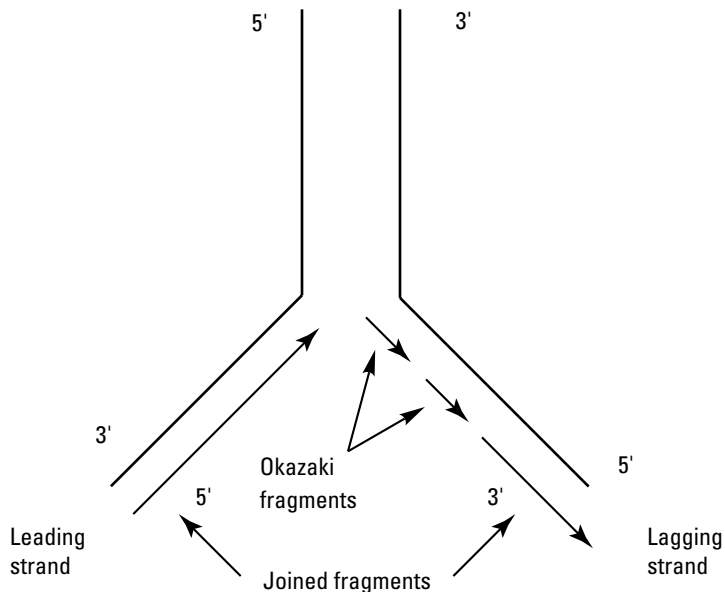 5'
3'
3'
5'
Okazaki
fragments
5'
3'
Leading
strand
Lagging
strand
Joined fragments